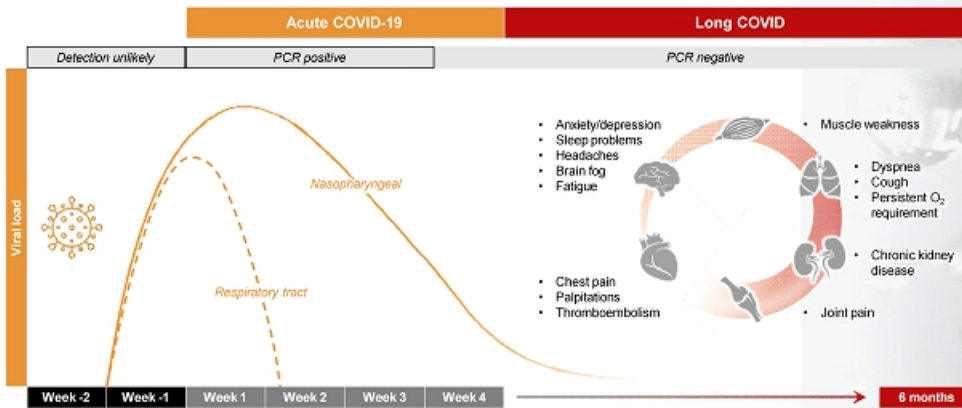 Acute COVID-19
Long COVID
Detection unlikely
PCR positive
PCR negative
Viral load
Nasopharyngeal
Respiratory tract
• Anxiety/depression
• Sleep problems
• Headaches
• Brain fog
• Fatigue
• Muscle weakness
• Dyspnea
• Cough
• Persistent O₂
requirement
• Chest pain
• Palpitations
• Thromboembolism
• Chronic kidney
disease
• Joint pain
Week -2
Week -1
Week 1
Week 2
Week 3
Week 4
6 months